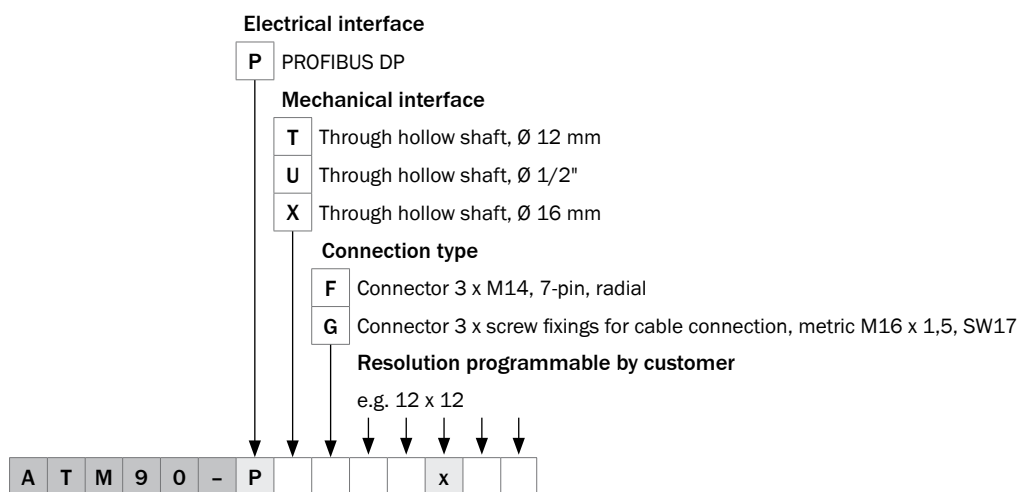 Electrical interface
P PROFIBUS DP
Mechanical interface
T Through hollow shaft, Ø 12 mm
U Through hollow shaft, Ø 1/2"
X Through hollow shaft, Ø 16 mm
Connection type
F Connector 3 x M14, 7-pin, radial
G Connector 3 x screw fixings for cable connection, metric M16 x 1,5, SW17
Resolution programmable by customer
e.g. 12 x 12
A T M 9 0 – P x